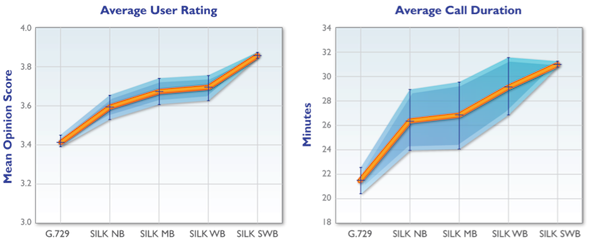 Average User Rating
Mean Opinion Score
4.0
3.8
3.6
3.4
3.2
3.0
G.729 SILK NB SILK MB SILK WB SILK SWB
Average Call Duration
Minutes
34
32
30
28
26
24
22
20
18
G.729 SILK NB SILK MB SILK WB SILK SWB